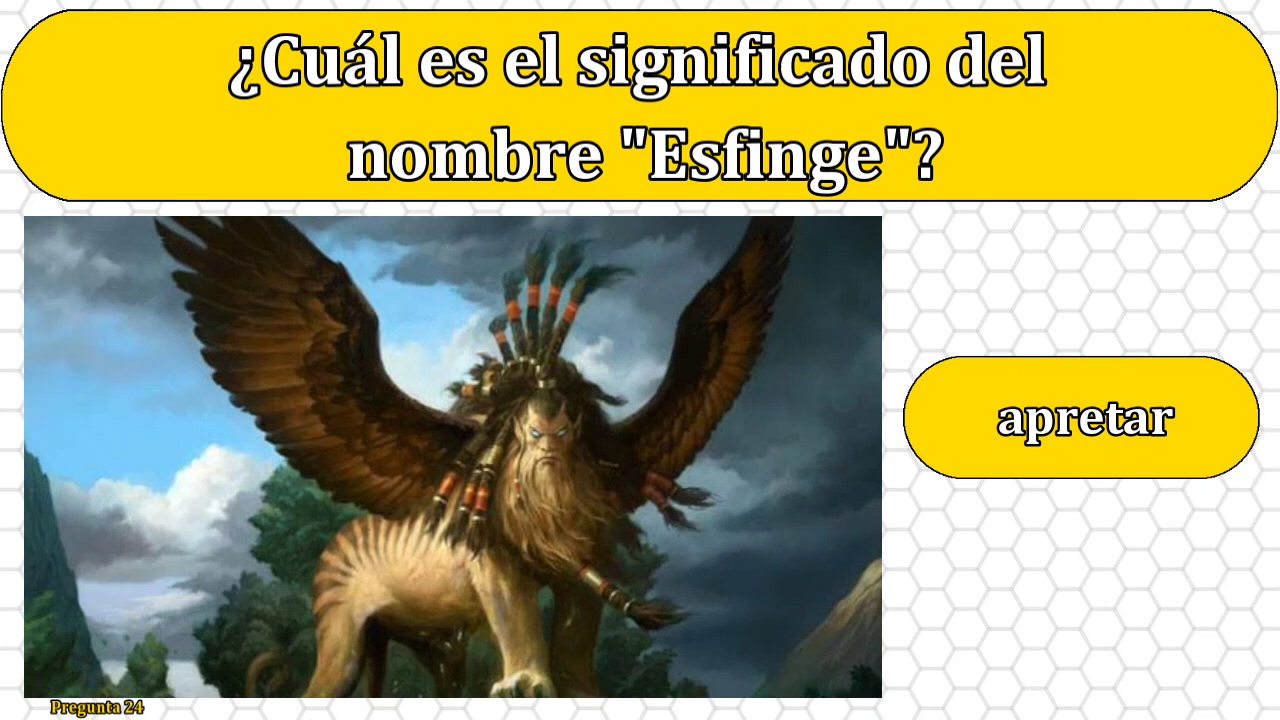 ¿Cuál es el significado del
nombre "Esfinge"?
apretar
Pregunta 24